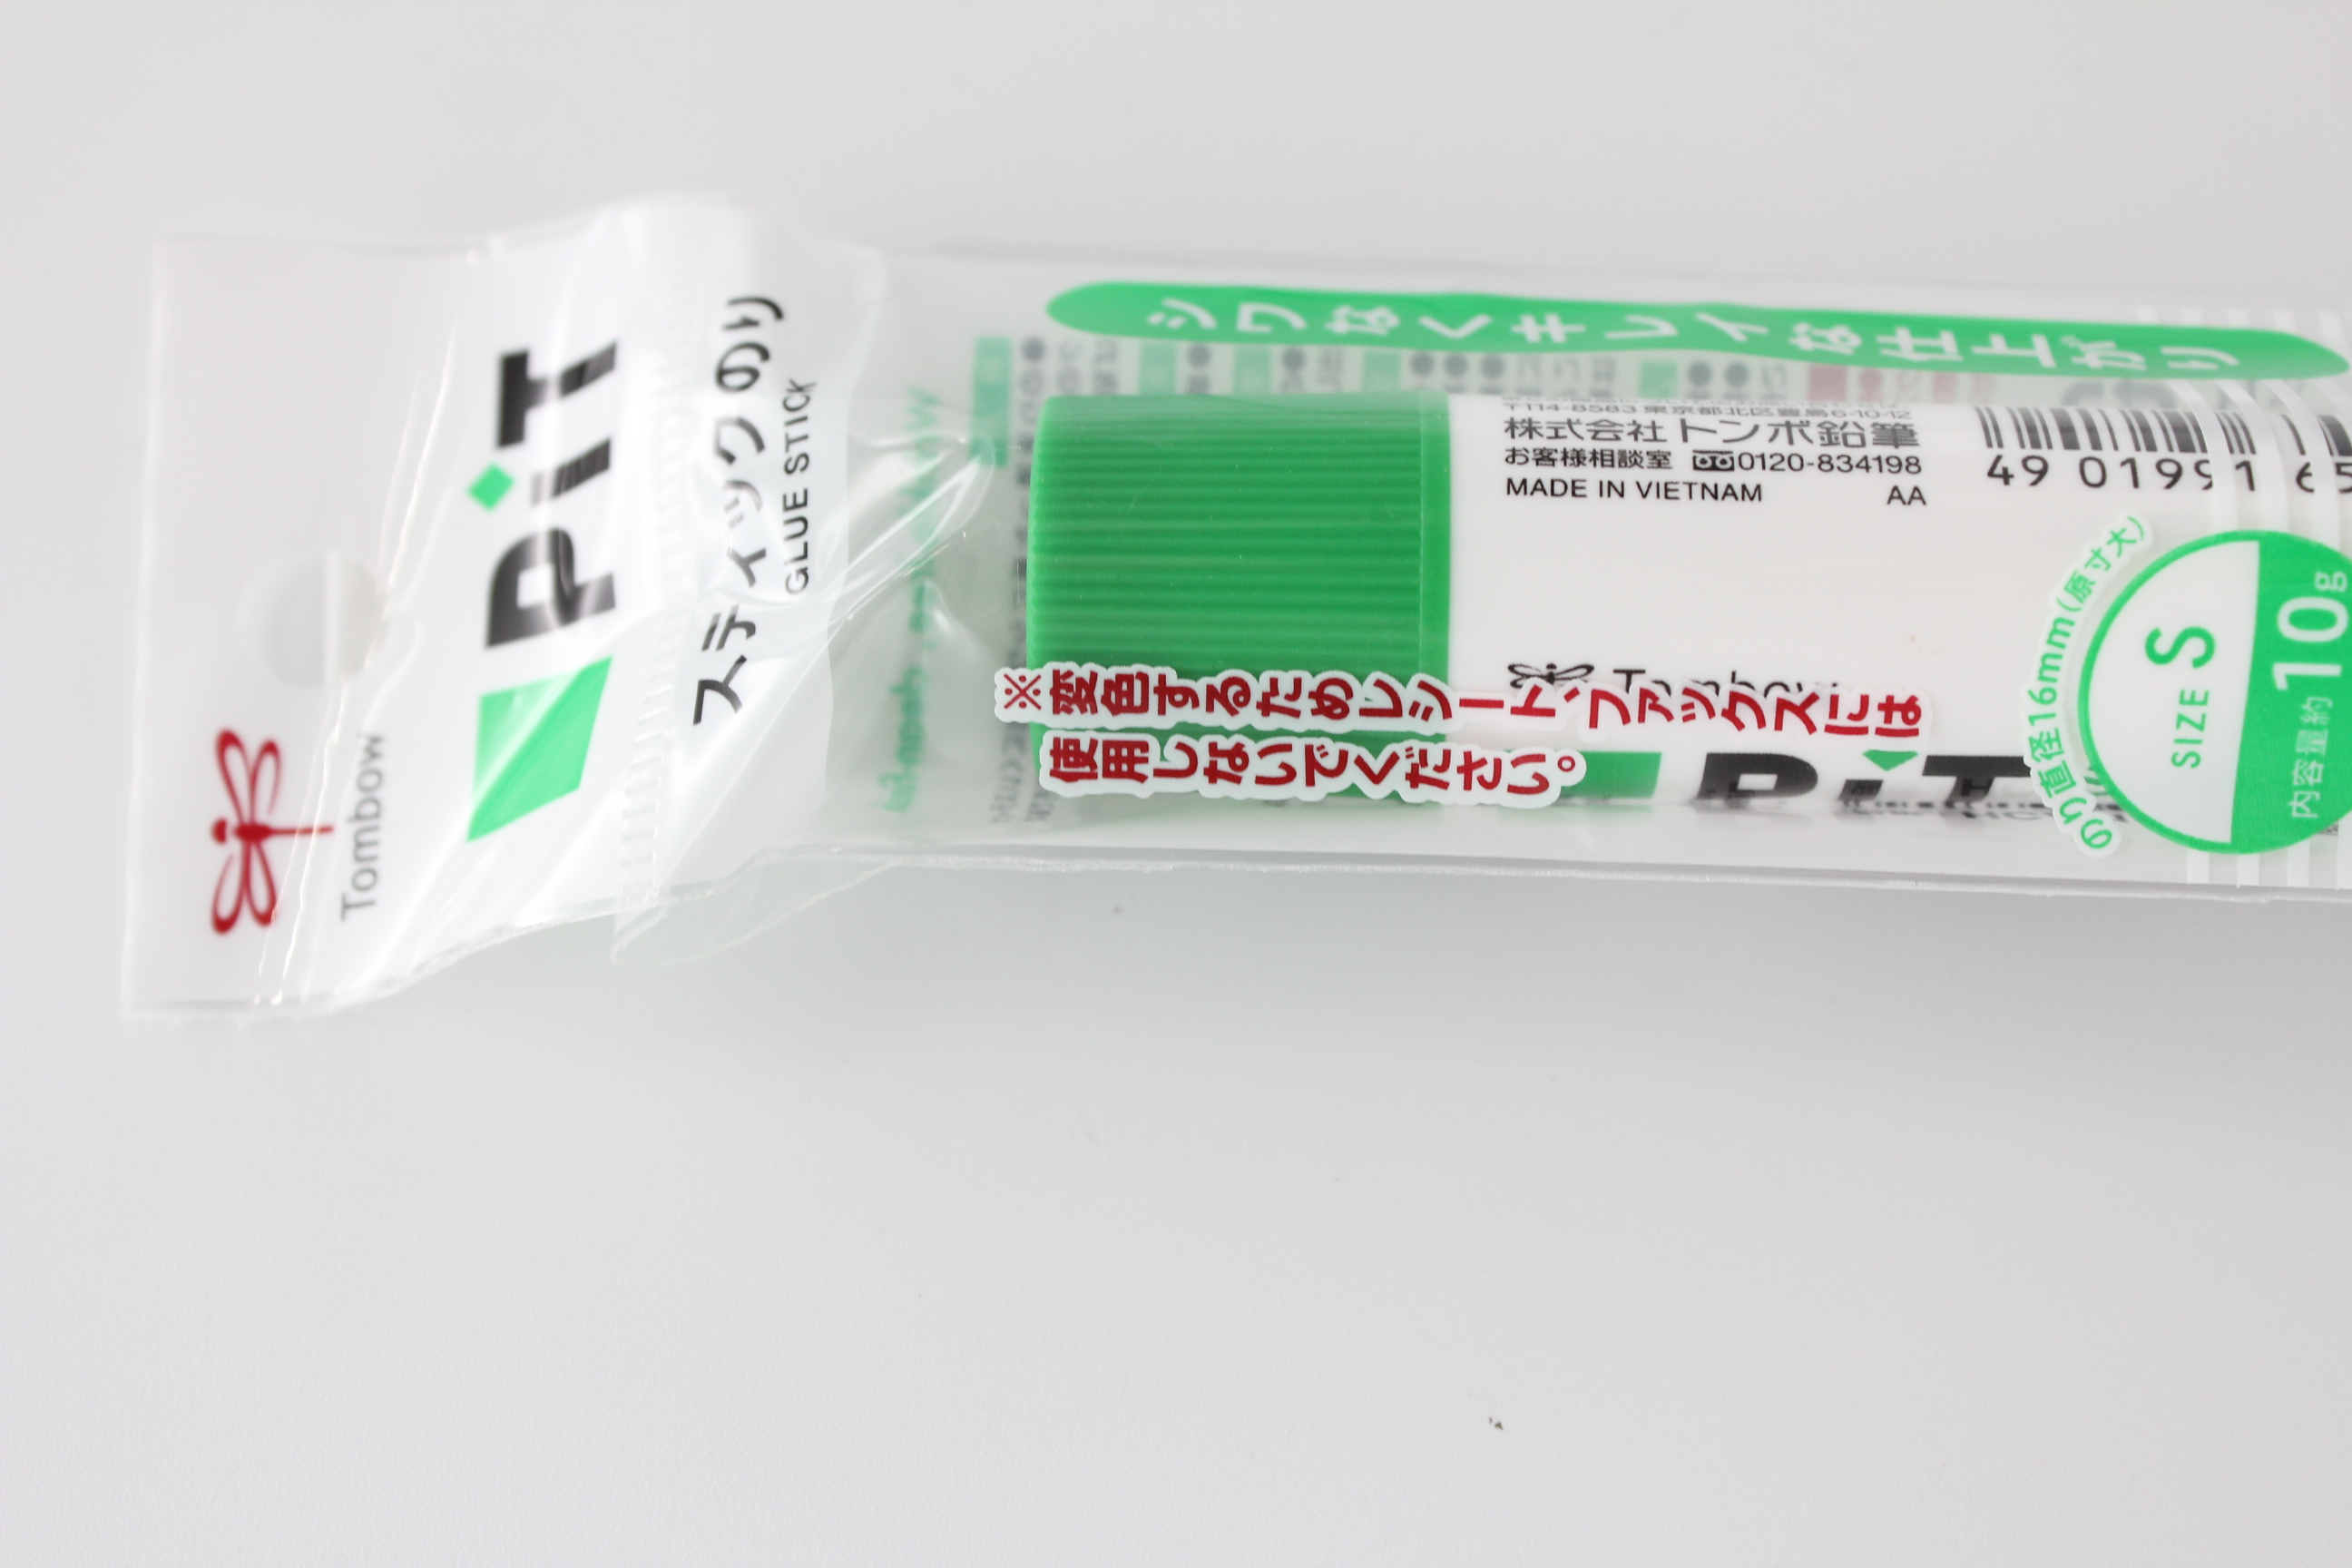 Tombow
PiT
スティックのり
GLUE STICK
シワなくキレイな仕上がり
〒114-8583 東京都北区豊島6-10-12
株式会社トンボ鉛筆
お客様相談室 0120-834198
MADE IN VIETNAM AA
49 01991 65
※変色するためレシート、ファックスには
使用しないでください。
のり直径16mm(原寸大)
SIZE S
内容量約10g